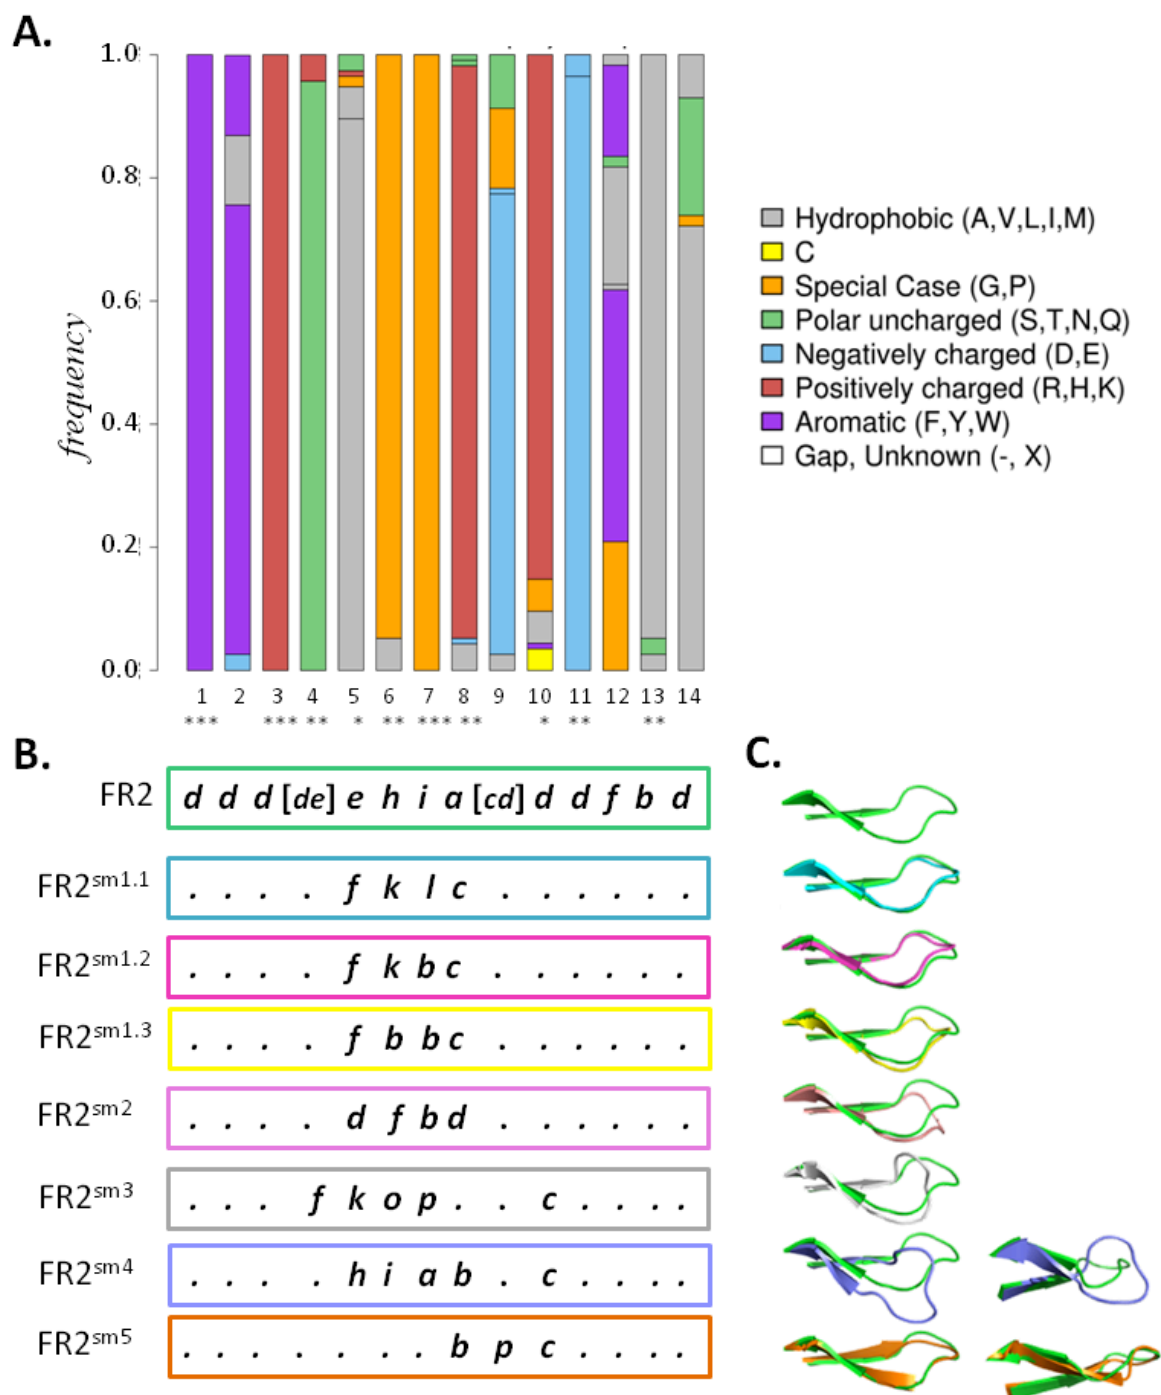 A.
1.0
0.8
0.6
0.4
0.2
0.0
frequency
1 2 3 4 5 6 7 8 9 10 11 12 13 14
*** *** ** * ** *** ** * ** **
Hydrophobic (A,V,L,I,M)
C
Special Case (G,P)
Polar uncharged (S,T,N,Q)
Negatively charged (D,E)
Positively charged (R,H,K)
Aromatic (F,Y,W)
Gap, Unknown (-, X)
B.
C.
FR2 d d d [de] e h i a [cd] d d f b d
FR2sm1.1 . . . . f k l c . . . . . .
FR2sm1.2 . . . . f k b c . . . . . .
FR2sm1.3 . . . . f b b c . . . . . .
FR2sm2 . . . . d f b d . . . . . .
FR2sm3 . . . f k o p . . c . . . .
FR2sm4 . . . . h i a b . c . . . .
FR2sm5 . . . . . . . b p c . . . .